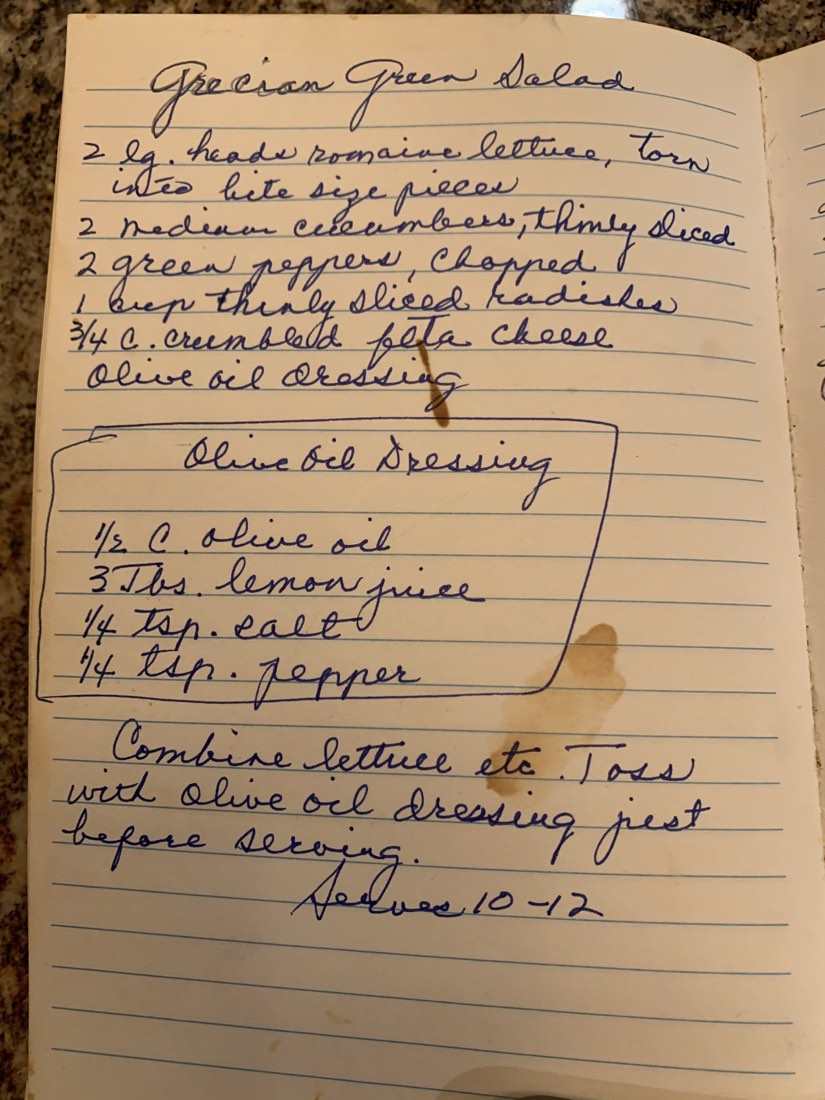 Grecian Green Salad
2 lg. heads romaine lettuce, torn
into bite size pieces
2 medium cucumbers, thinly sliced
2 green peppers, chopped
1 cup thinly sliced radishes
3/4 c. crumbled feta cheese
Olive oil dressing
Olive Oil Dressing
1/2 C. olive oil
3 Tbs. lemon juice
1/4 tsp. salt
1/4 tsp. pepper
Combine lettuce etc. Toss
with olive oil dressing just
before serving.
Serves 10-12